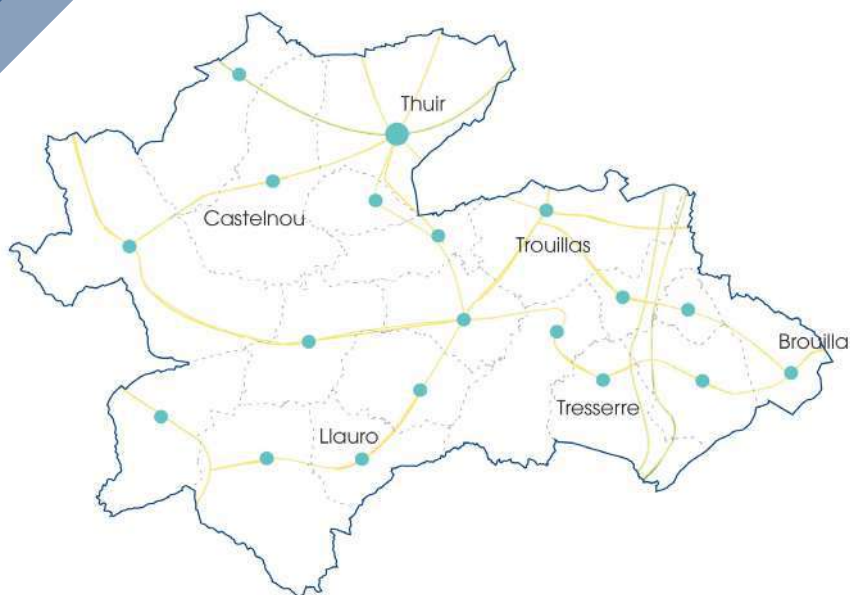 Thuir
Castelnou
Trouillas
Brouilla
Tresserre
Llauro